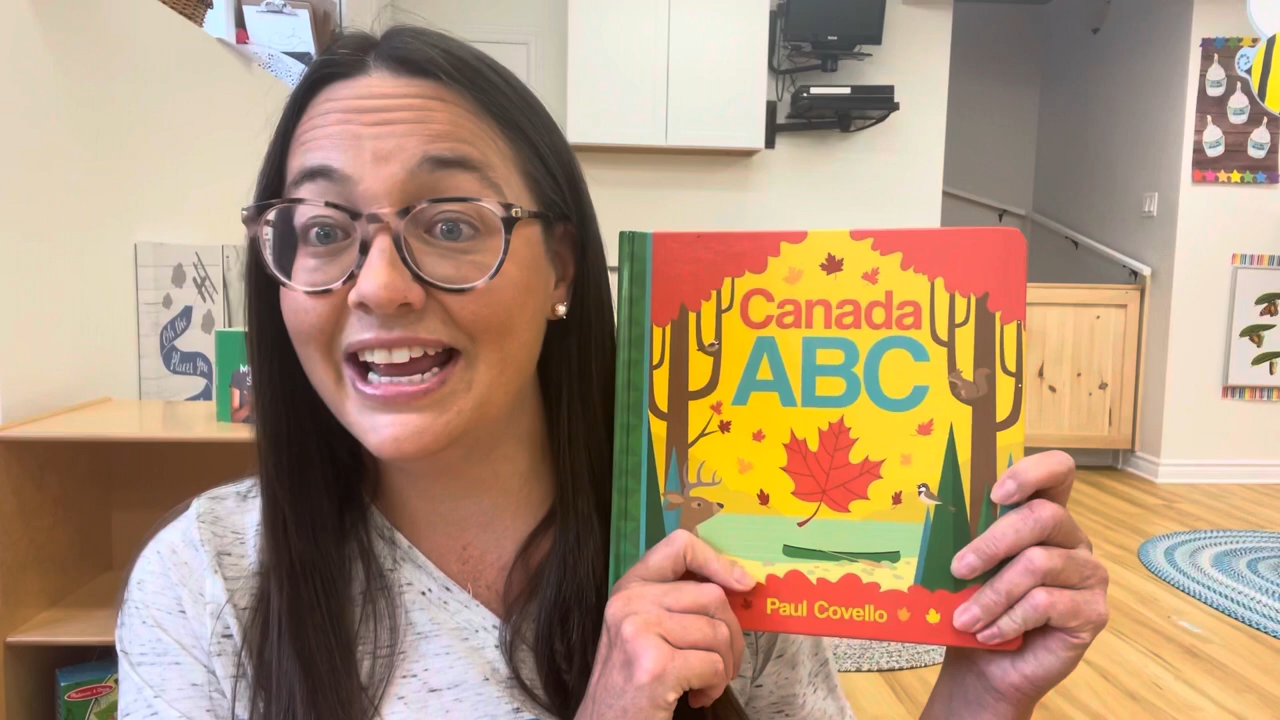 Canada
ABC
Paul Covello
Oh the
Places You